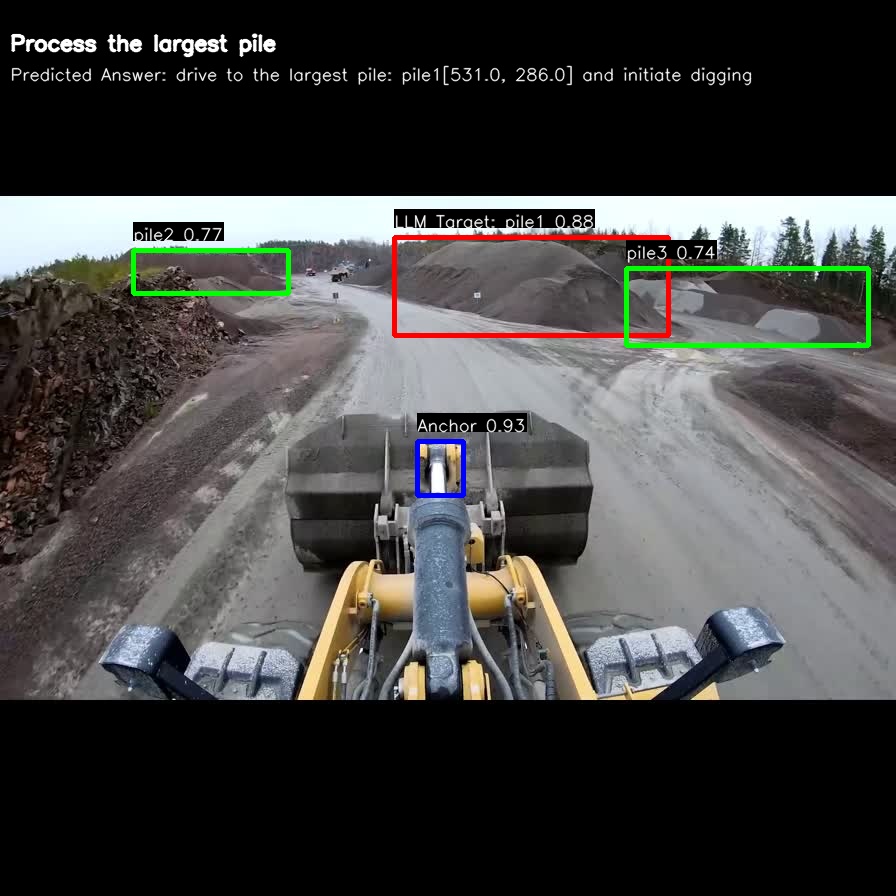 Process the largest pile
Predicted Answer: drive to the largest pile: pile1[531.0, 286.0] and initiate digging
LLM Target: pile1 0.88
pile2 0.77
pile3 0.74
Anchor 0.93